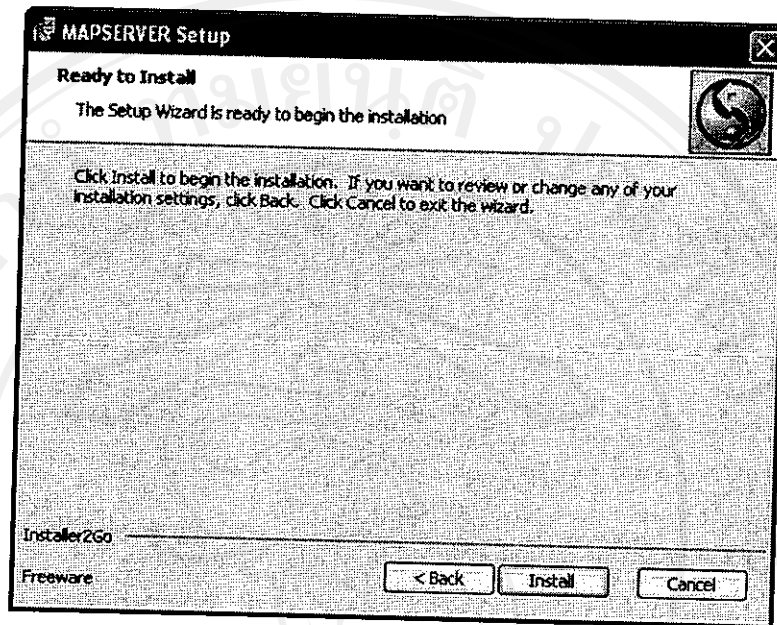 MAPSERVER Setup
Ready to Install
The Setup Wizard is ready to begin the installation
Click Install to begin the installation. If you want to review or change any of your
installation settings, click Back. Click Cancel to exit the wizard.
Installer2Go
Freeware
< Back
Install
Cancel